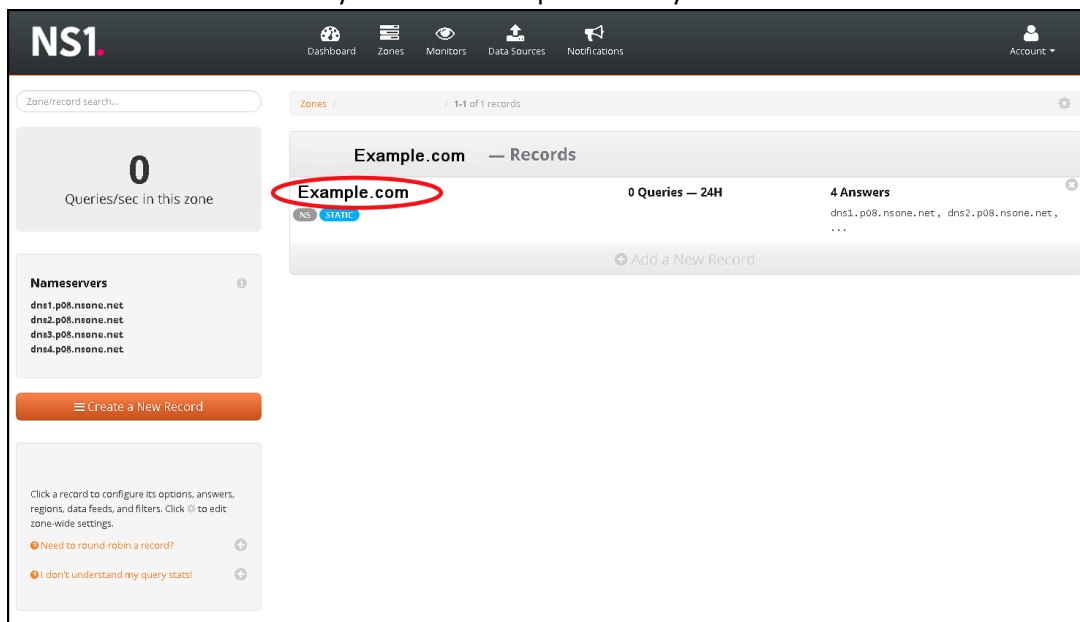 NS1.
Dashboard Zones Monitors Data Sources Notifications
Account
Zone/record search...
Zones / / 1-1 of 1 records
0
Queries/sec in this zone
Example.com — Records
Example.com 0 Queries — 24H 4 Answers
NS STATIC
dns1.p08.nsone.net, dns2.p08.nsone.net,
...
Add a New Record
Nameservers
dns1.p08.nsone.net
dns2.p08.nsone.net
dns3.p08.nsone.net
dns4.p08.nsone.net
Create a New Record
Click a record to configure its options, answers,
regions, data feeds, and filters. Click to edit
zone-wide settings.
Need to round-robin a record?
I don't understand my query stats!